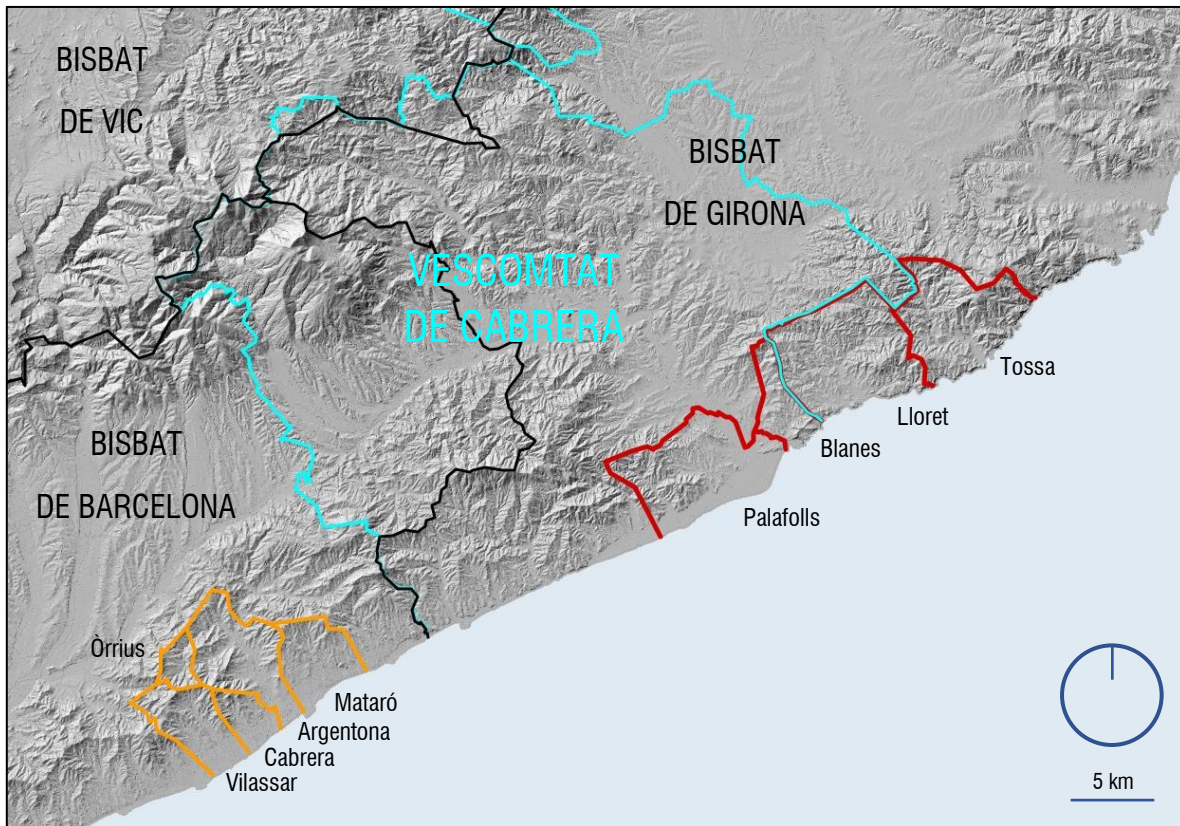 BISBAT
DE VIC
BISBAT
DE GIRONA
VESCOMTAT
DE CABRERA
Tossa
Lloret
BISBAT
DE BARCELONA
Blanes
Palafolls
Òrrius
Mataró
Argentona
Cabrera
Vilassar
5 km